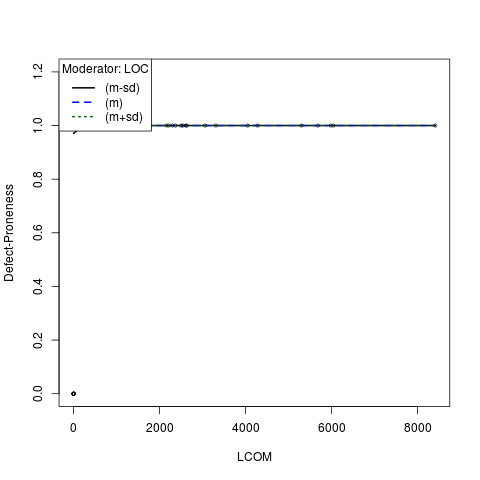 Moderator: LOC
(m-sd)
(m)
(m+sd)
1.2
1.0
0.8
0.6
0.4
0.2
0.0
Defect-Proneness
0 2000 4000 6000 8000
LCOM